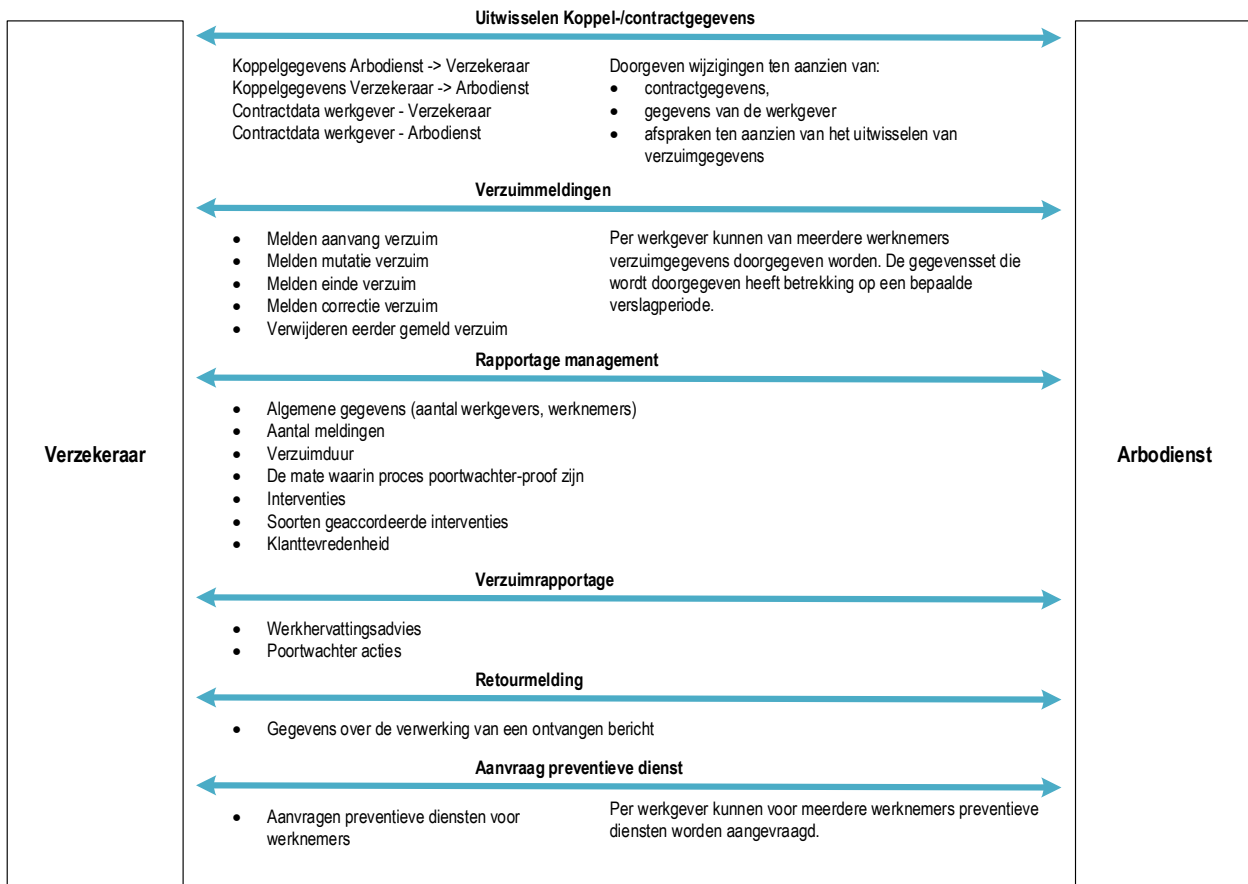 Uitwisselen Koppel-/contractgegevens
Koppelgegevens Arbodienst -> Verzekeraar
Koppelgegevens Verzekeraar -> Arbodienst
Contractdata werkgever - Verzekeraar
Contractdata werkgever - Arbodienst
Doorgeven wijzigingen ten aanzien van:
• contractgegevens,
• gegevens van de werkgever
• afspraken ten aanzien van het uitwisselen van
verzuimgegevens
Verzuimmeldingen
• Melden aanvang verzuim
• Melden mutatie verzuim
• Melden einde verzuim
• Melden correctie verzuim
• Verwijderen eerder gemeld verzuim
Per werkgever kunnen van meerdere werknemers
verzuimgegevens doorgegeven worden. De gegevensset die
wordt doorgegeven heeft betrekking op een bepaalde
verslagperiode.
Rapportage management
• Algemene gegevens (aantal werkgevers, werknemers)
• Aantal meldingen
• Verzuimduur
• De mate waarin proces poortwachter-proof zijn
• Interventies
• Soorten geaccordeerde interventies
• Klanttevredenheid
Verzekeraar
Arbodienst
Verzuimrapportage
• Werkhervattingsadvies
• Poortwachter acties
Retourmelding
• Gegevens over de verwerking van een ontvangen bericht
Aanvraag preventieve dienst
• Aanvragen preventieve diensten voor
werknemers
Per werkgever kunnen voor meerdere werknemers preventieve
diensten worden aangevraagd.